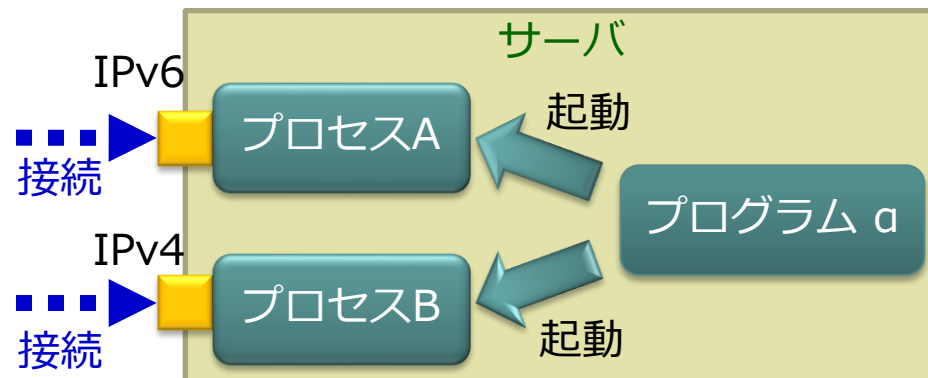 サーバ
IPv6
プロセスA
起動
接続
プログラム α
IPv4
プロセスB
起動
接続